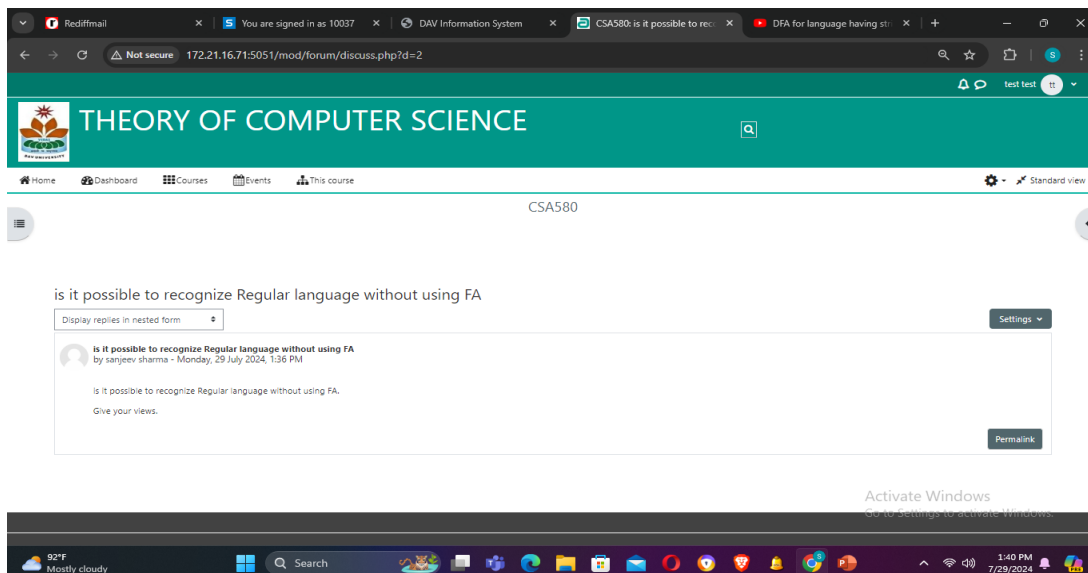 Rediffmail
You are signed in as 10037
DAV Information System
CSA580: is it possible to rec
DFA for language having str
Not secure 172.21.16.71:5051/mod/forum/discuss.php?d=2
S
test test tt
THEORY OF COMPUTER SCIENCE
Home Dashboard Courses Events This course Standard view
CSA580
is it possible to recognize Regular language without using FA
Display replies in nested form Settings
is it possible to recognize Regular language without using FA
by sanjeev sharma - Monday, 29 July 2024, 1:36 PM
is it possible to recognize Regular language without using FA.
Give your views.
Permalink
Activate Windows
Go to Settings to activate Windows.
92°F
Mostly cloudy
Search
1:40 PM
7/29/2024